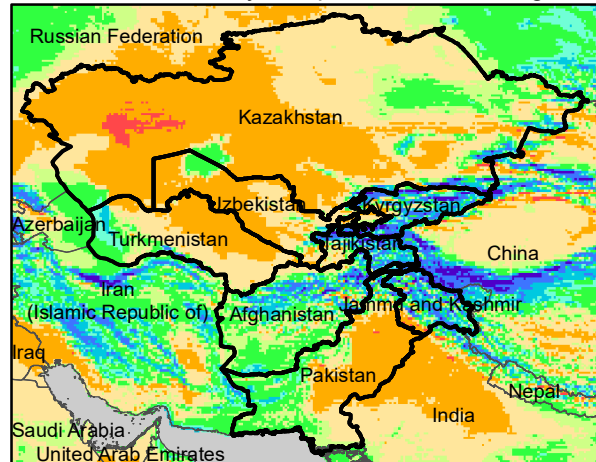 Russian Federation
Kazakhstan
Uzbekistan
Kyrgyzstan
Azerbaijan
Turkmenistan
Tajikistan
China
Iran
(Islamic Republic of)
Afghanistan
Jammu and Kashmir
Iraq
Pakistan
Nepal
India
Saudi Arabia
United Arab Emirates